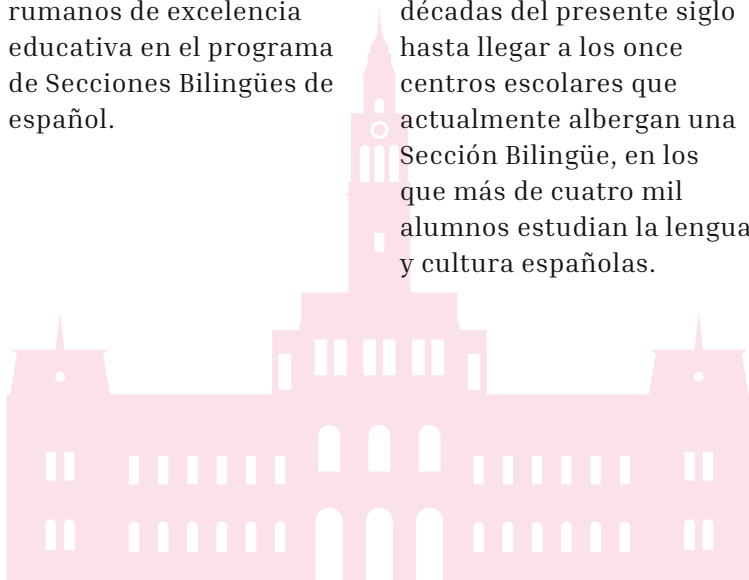 rumanos de excelencia
educativa en el programa
de Secciones Bilingües de
español.
décadas del presente siglo
hasta llegar a los once
centros escolares que
actualmente albergan una
Sección Bilingüe, en los
que más de cuatro mil
alumnos estudian la lengua
y cultura españolas.